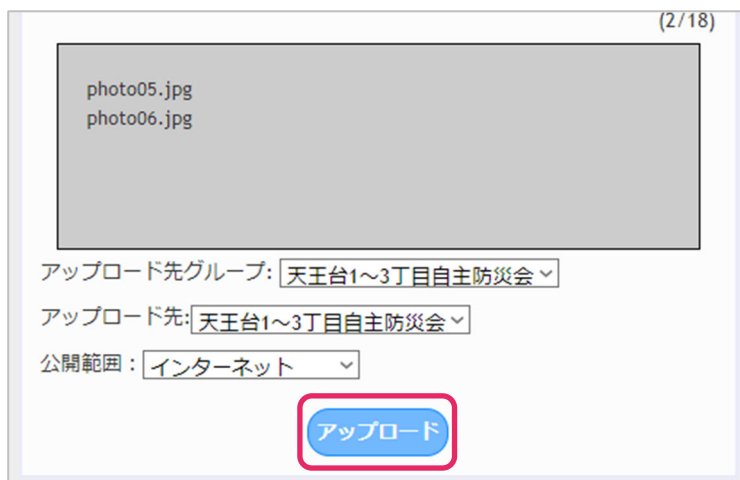 (2/18)
photo05.jpg
photo06.jpg
アップロード先グループ: 天王台1～3丁目自主防災会
アップロード先: 天王台1～3丁目自主防災会
公開範囲：インターネット
アップロード